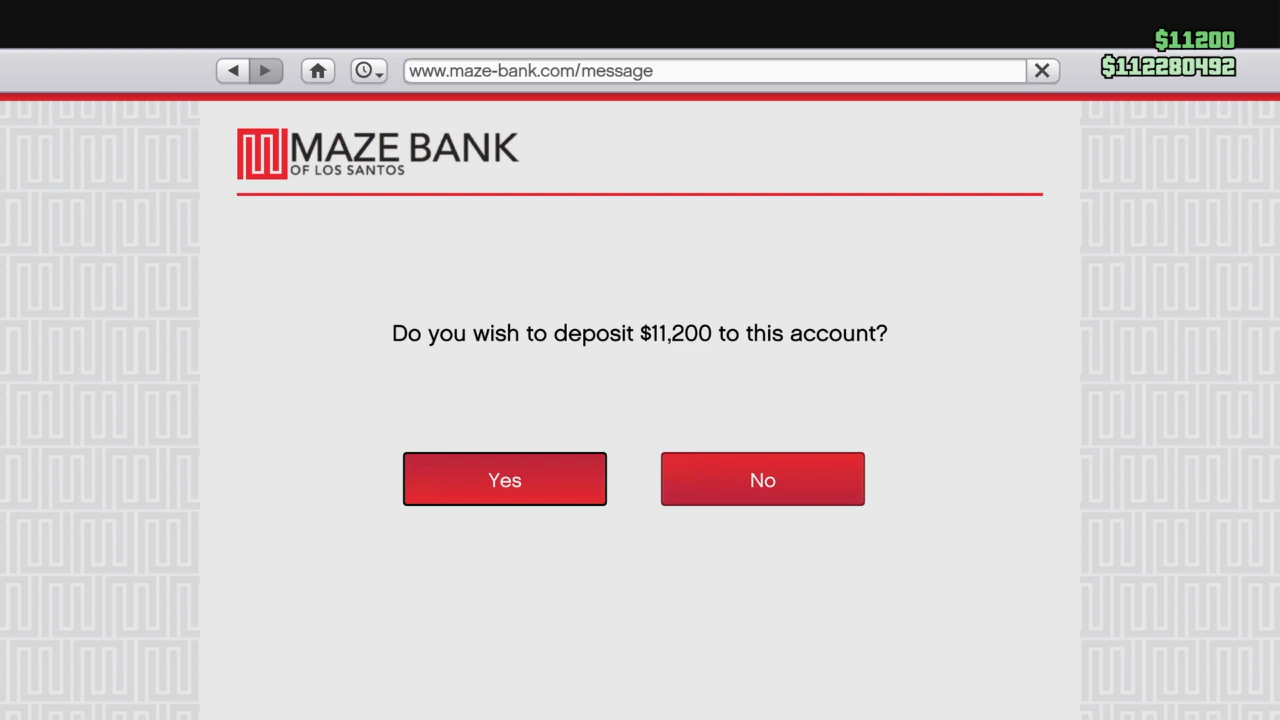 $11200
www.maze-bank.com/message
$112280492
MAZE BANK
OF LOS SANTOS
Do you wish to deposit $11,200 to this account?
Yes
No